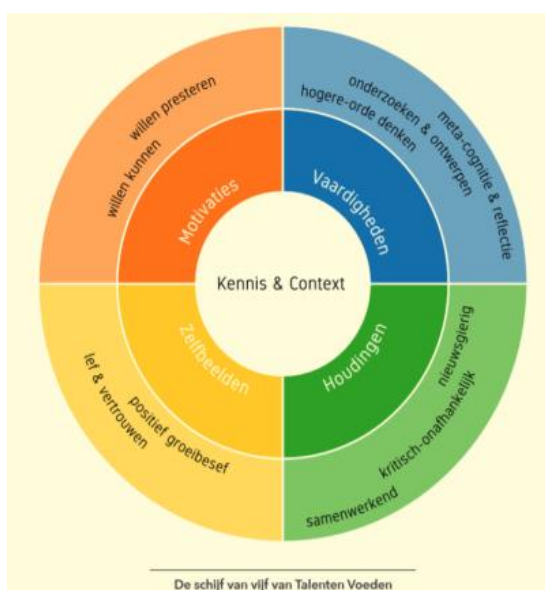 willen presteren
willen kunnen
Motivaties
meta-cognitie & reflectie
onderzoeken & ontwerpen
hogere-orde denken
Vaardigheden
Kennis & Context
Zelfbeelden
positief groeibesef
lef & vertrouwen
Houdingen
nieuwsgierig
kritisch-onafhankelijk
samenwerkend
De schijf van vijf van Talenten Voeden